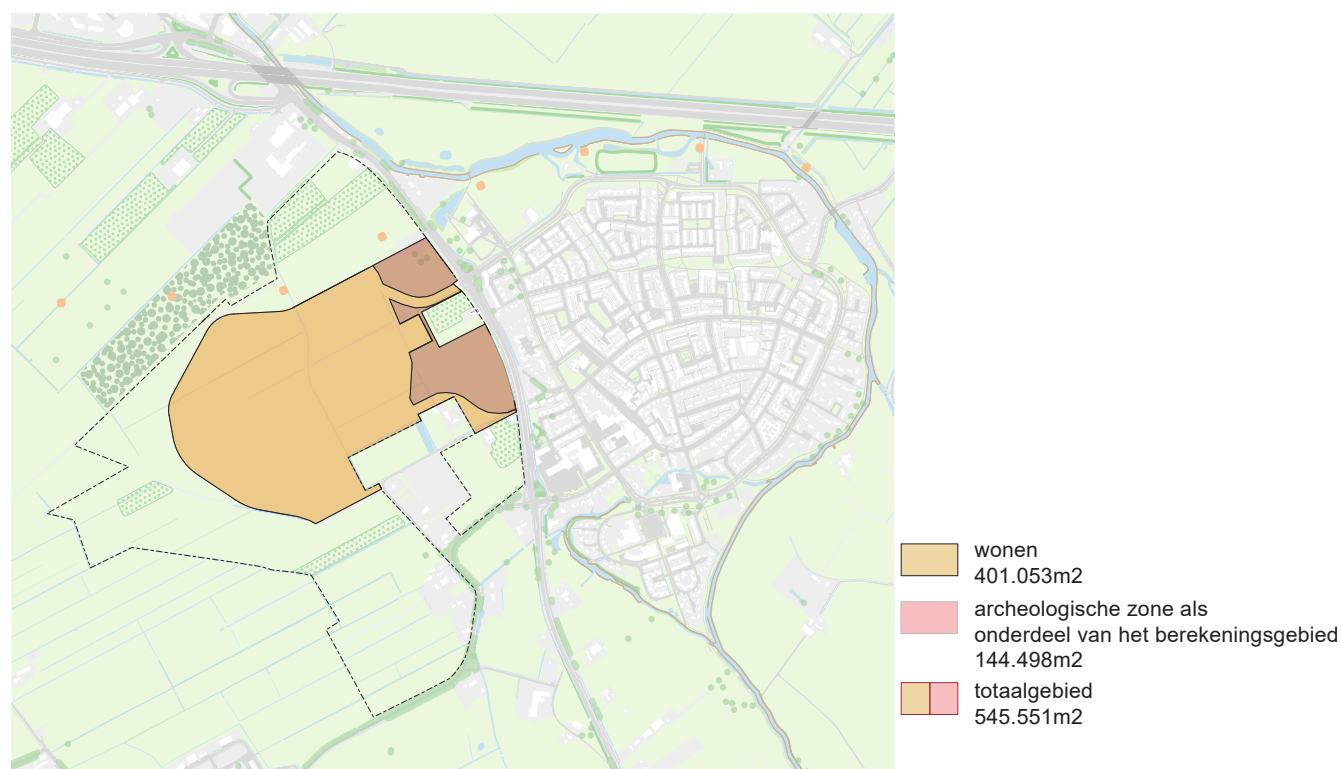 wonen
401.053m2
archeologische zone als
onderdeel van het berekeningsgebied
144.498m2
totaalgebied
545.551m2